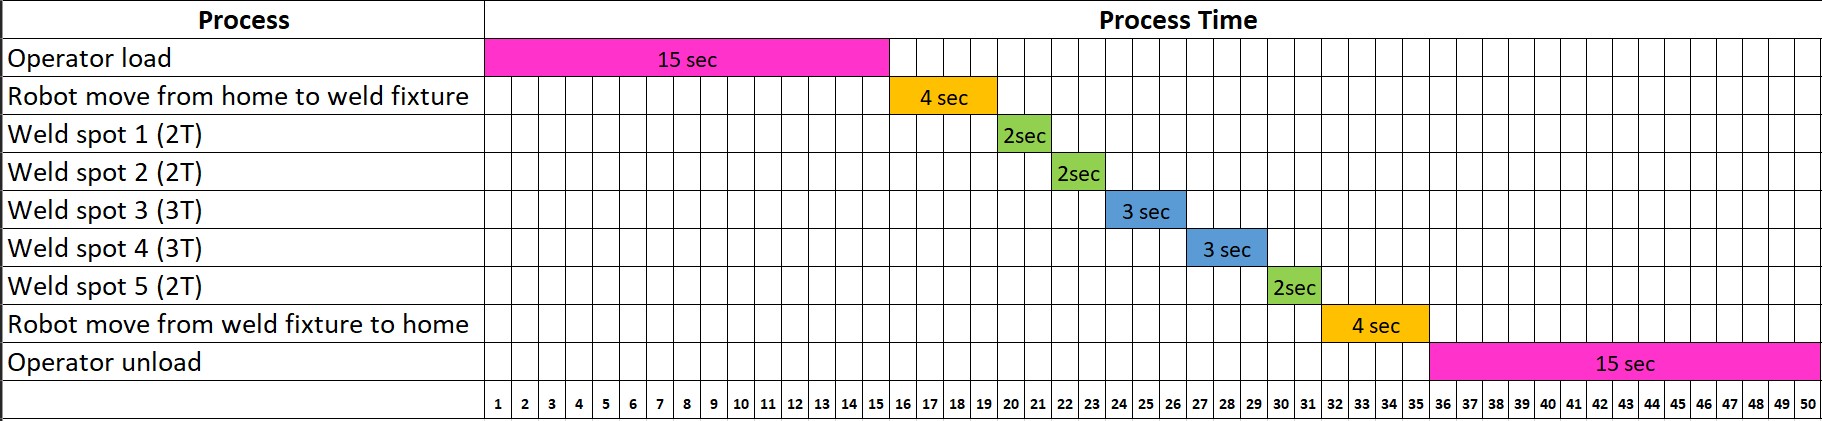 Process Process Time
Operator load 15 sec
Robot move from home to weld fixture 4 sec
Weld spot 1 (2T) 2sec
Weld spot 2 (2T) 2sec
Weld spot 3 (3T) 3 sec
Weld spot 4 (3T) 3 sec
Weld spot 5 (2T) 2sec
Robot move from weld fixture to home 4 sec
Operator unload 15 sec
1 2 3 4 5 6 7 8 9 10 11 12 13 14 15 16 17 18 19 20 21 22 23 24 25 26 27 28 29 30 31 32 33 34 35 36 37 38 39 40 41 42 43 44 45 46 47 48 49 50